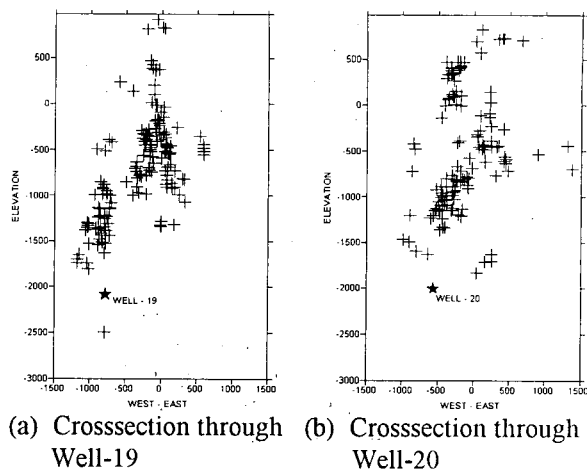 500
0
-500
-1000
-1500
-2000
-2500
-3000
ELEVATION
WELL - 19
-1500 -1000 -500 0 500 1000 1500
WEST - EAST
500
0
-500
-1000
-1500
-2000
-2500
-3000
ELEVATION
WELL - 20
-1500 -1000 -500 0 500 1000 1500
WEST - EAST
(a) Crosssection through
Well-19
(b) Crosssection through
Well-20